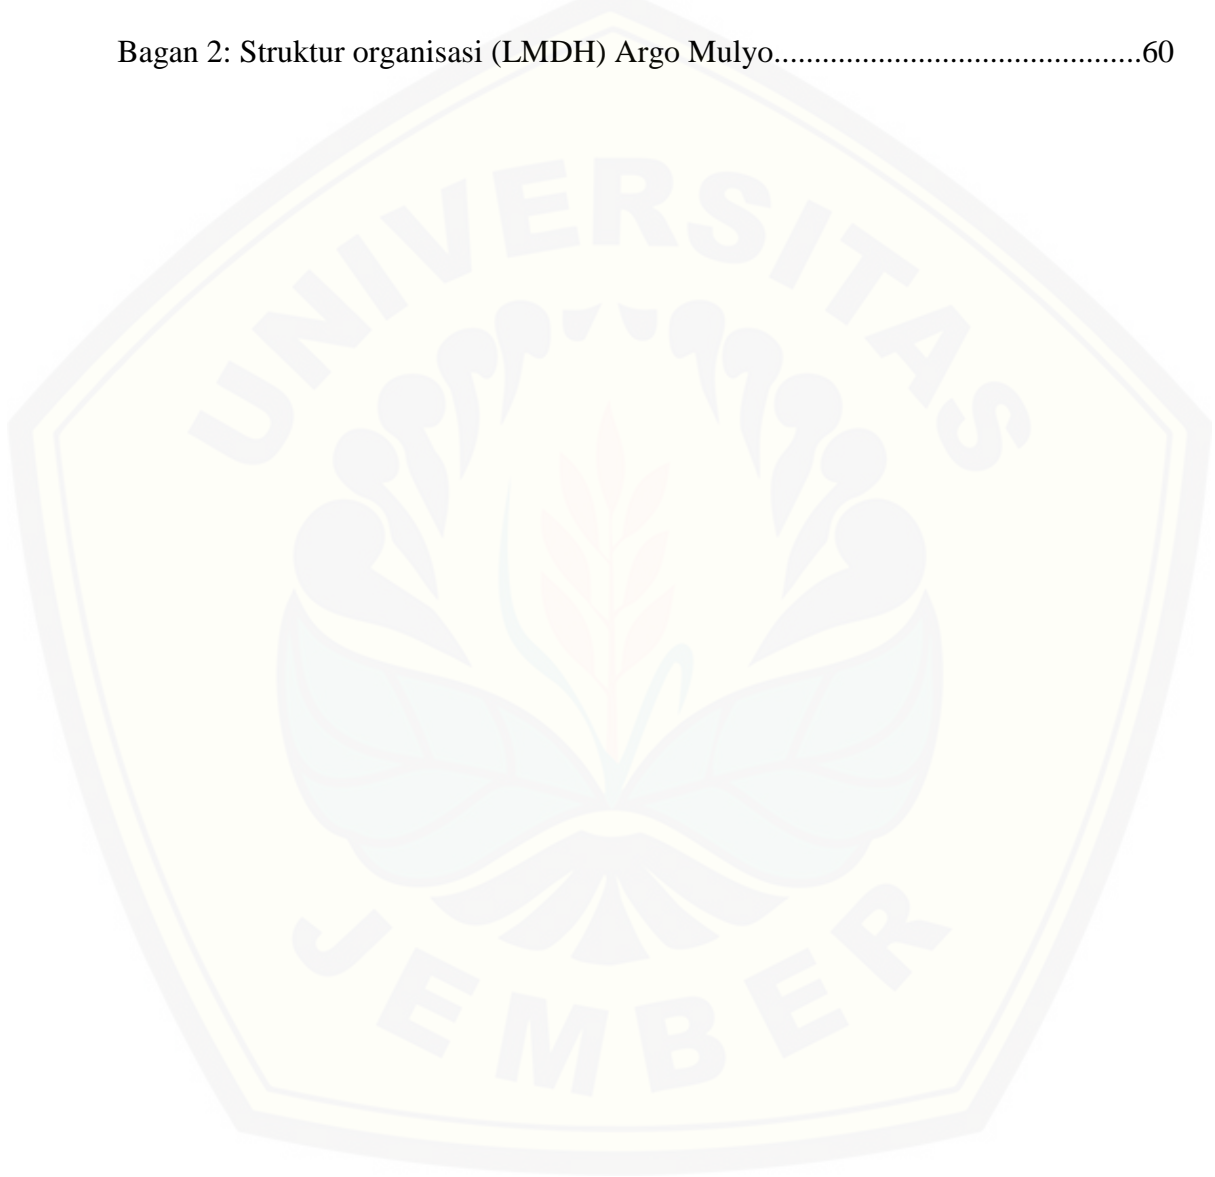 Bagan 2: Struktur organisasi (LMDH) Argo Mulyo..............................................60
UNIVERSITAS
JEMBER